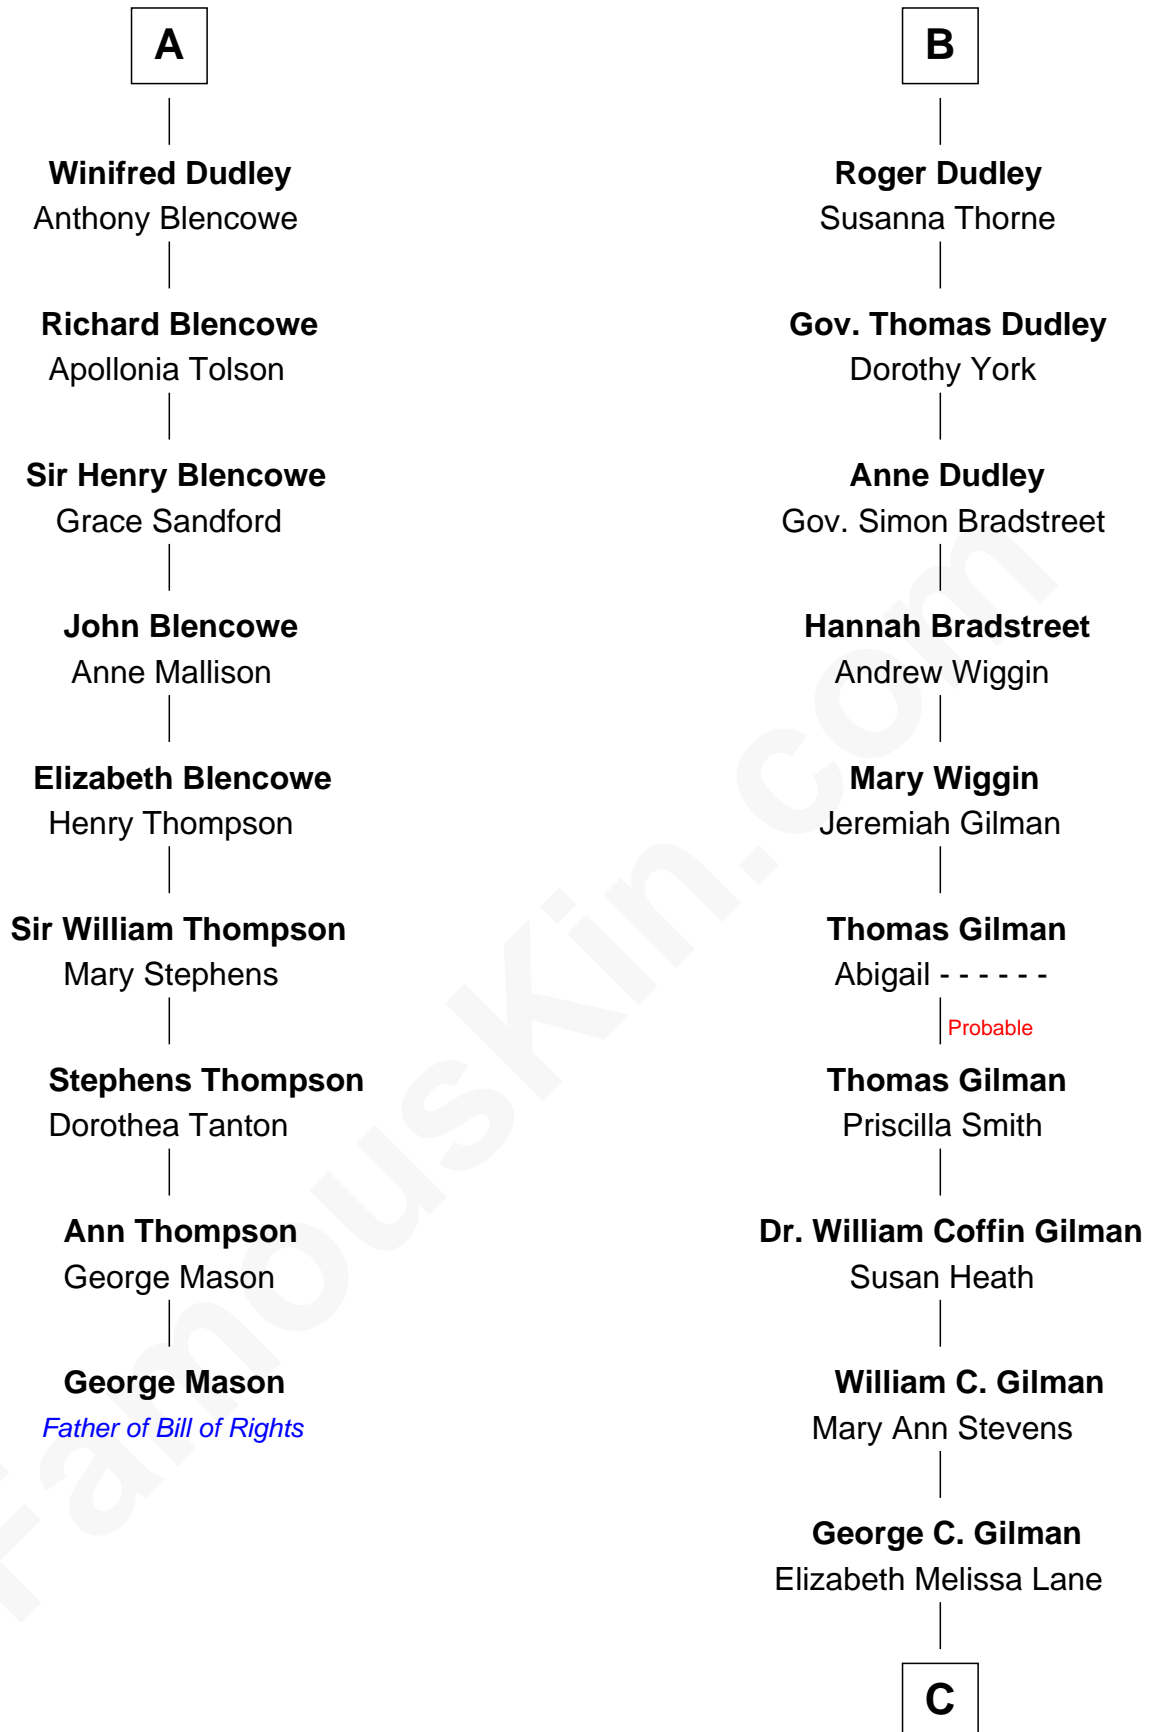 A
Winifred Dudley
Anthony Blencowe
Richard Blencowe
Apollonia Tolson
Sir Henry Blencowe
Grace Sandford
John Blencowe
Anne Mallison
Elizabeth Blencowe
Henry Thompson
Sir William Thompson
Mary Stephens
Stephens Thompson
Dorothea Tanton
Ann Thompson
George Mason
George Mason
Father of Bill of Rights
B
Roger Dudley
Susanna Thorne
Gov. Thomas Dudley
Dorothy York
Anne Dudley
Gov. Simon Bradstreet
Hannah Bradstreet
Andrew Wiggin
Mary Wiggin
Jeremiah Gilman
Thomas Gilman
Abigail - - - - - -
Probable
Thomas Gilman
Priscilla Smith
Dr. William Coffin Gilman
Susan Heath
William C. Gilman
Mary Ann Stevens
George C. Gilman
Elizabeth Melissa Lane
C
FamousKin.com